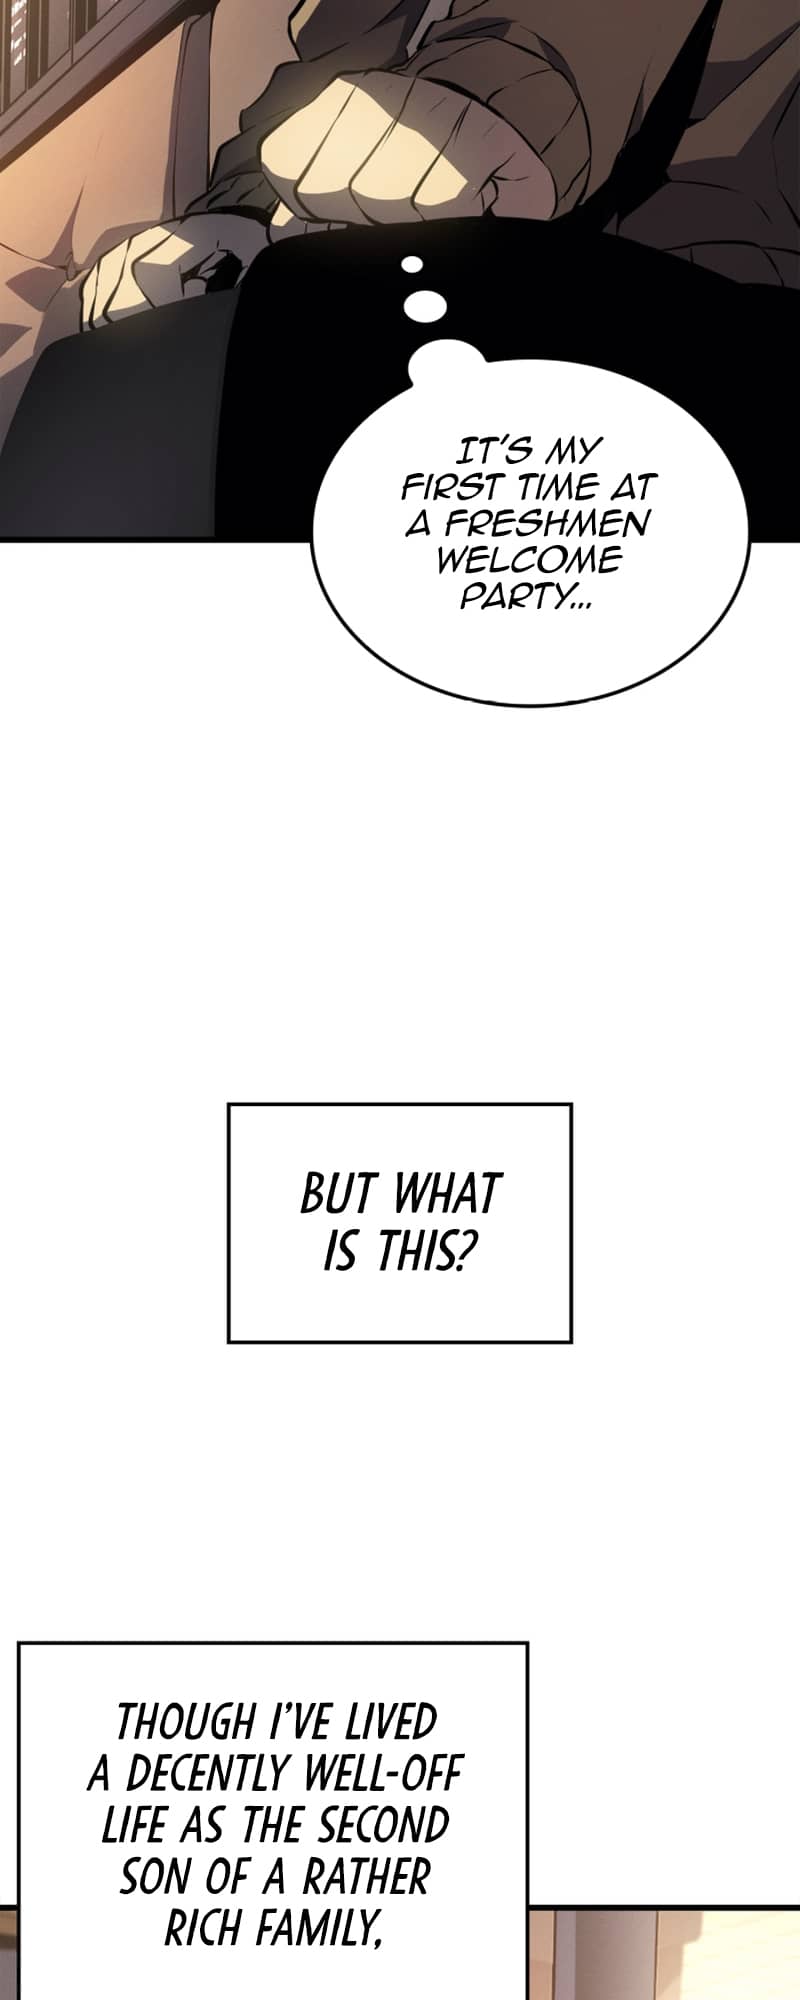 IT'S MY
FIRST TIME AT
A FRESHMEN
WELCOME
PARTY...
BUT WHAT
IS THIS?
THOUGH I'VE LIVED
A DECENTLY WELL-OFF
LIFE AS THE SECOND
SON OF A RATHER
RICH FAMILY,